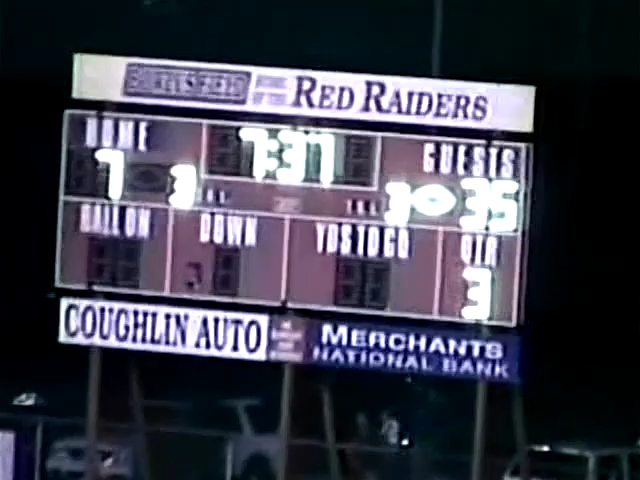 RED RAIDERS
HOME 7:37 GUESTS
7 3 3 35
BALL ON DOWN YDS TO GO QTR
3
COUGHLIN AUTO MERCHANTS
NATIONAL BANK